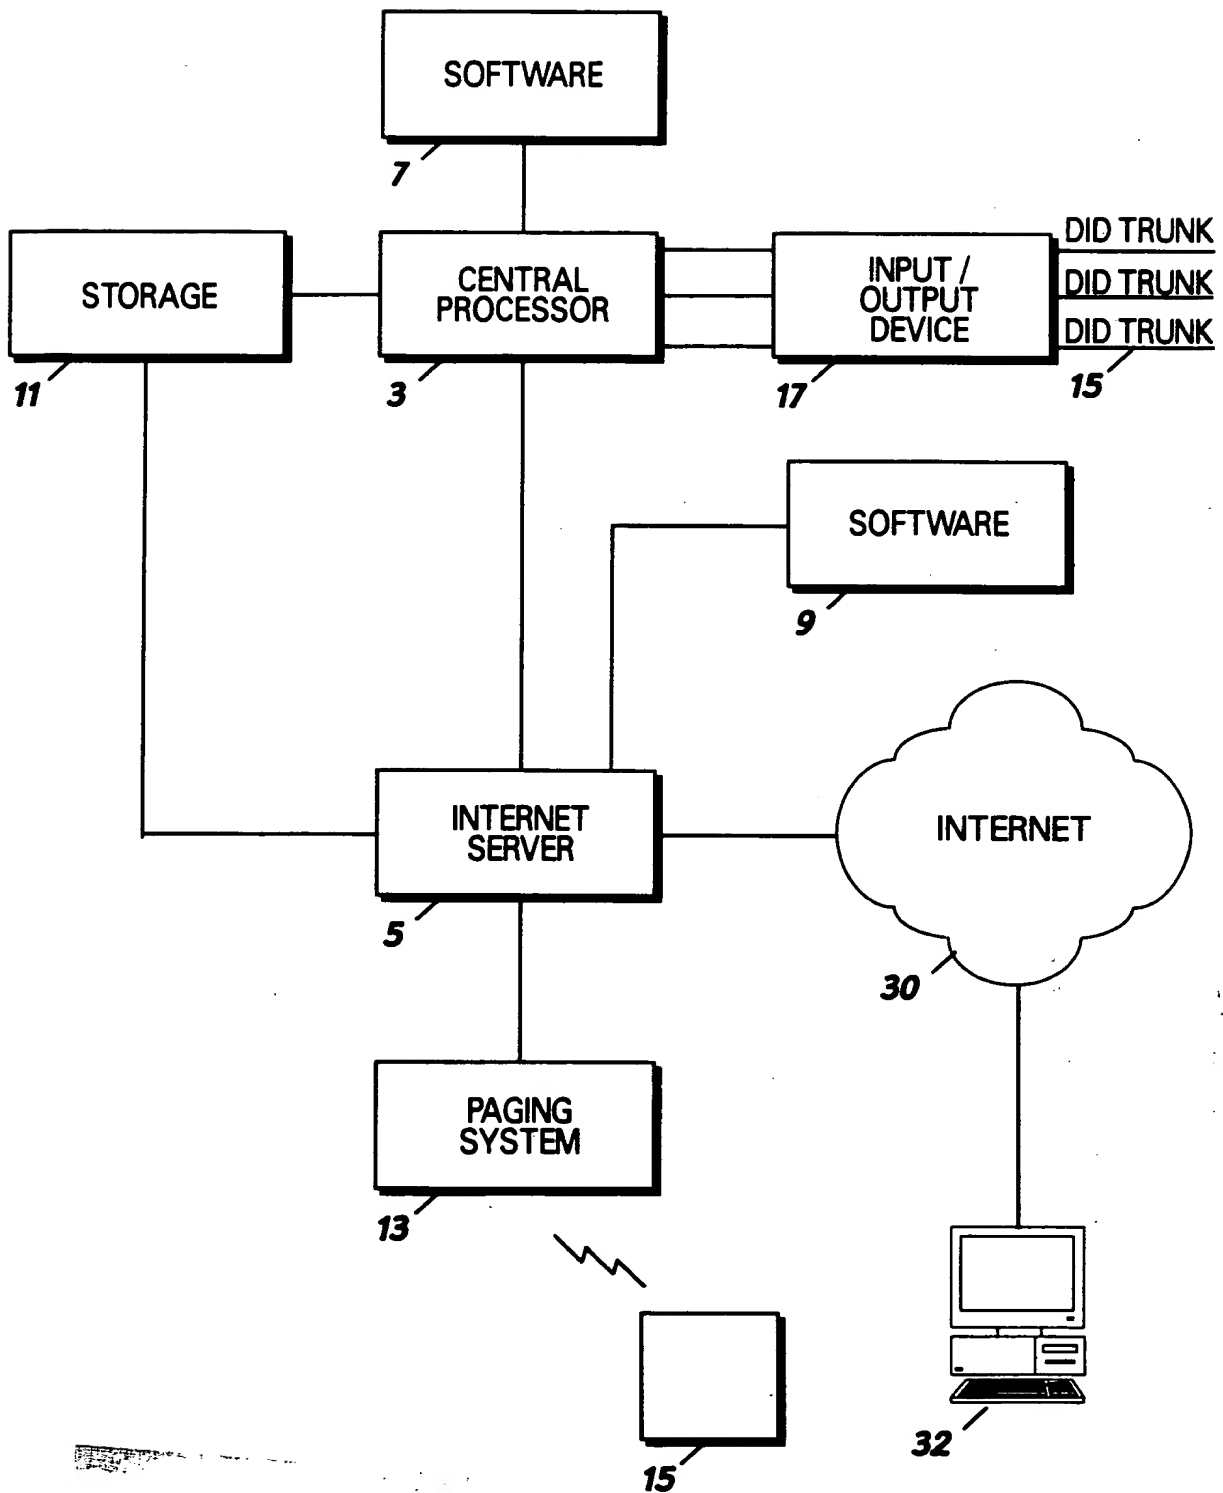 SOFTWARE
7
DID TRUNK
STORAGE
CENTRAL
PROCESSOR
INPUT /
OUTPUT
DEVICE
DID TRUNK
DID TRUNK
11
3
17
15
SOFTWARE
9
INTERNET
SERVER
INTERNET
5
30
PAGING
SYSTEM
13
15
32